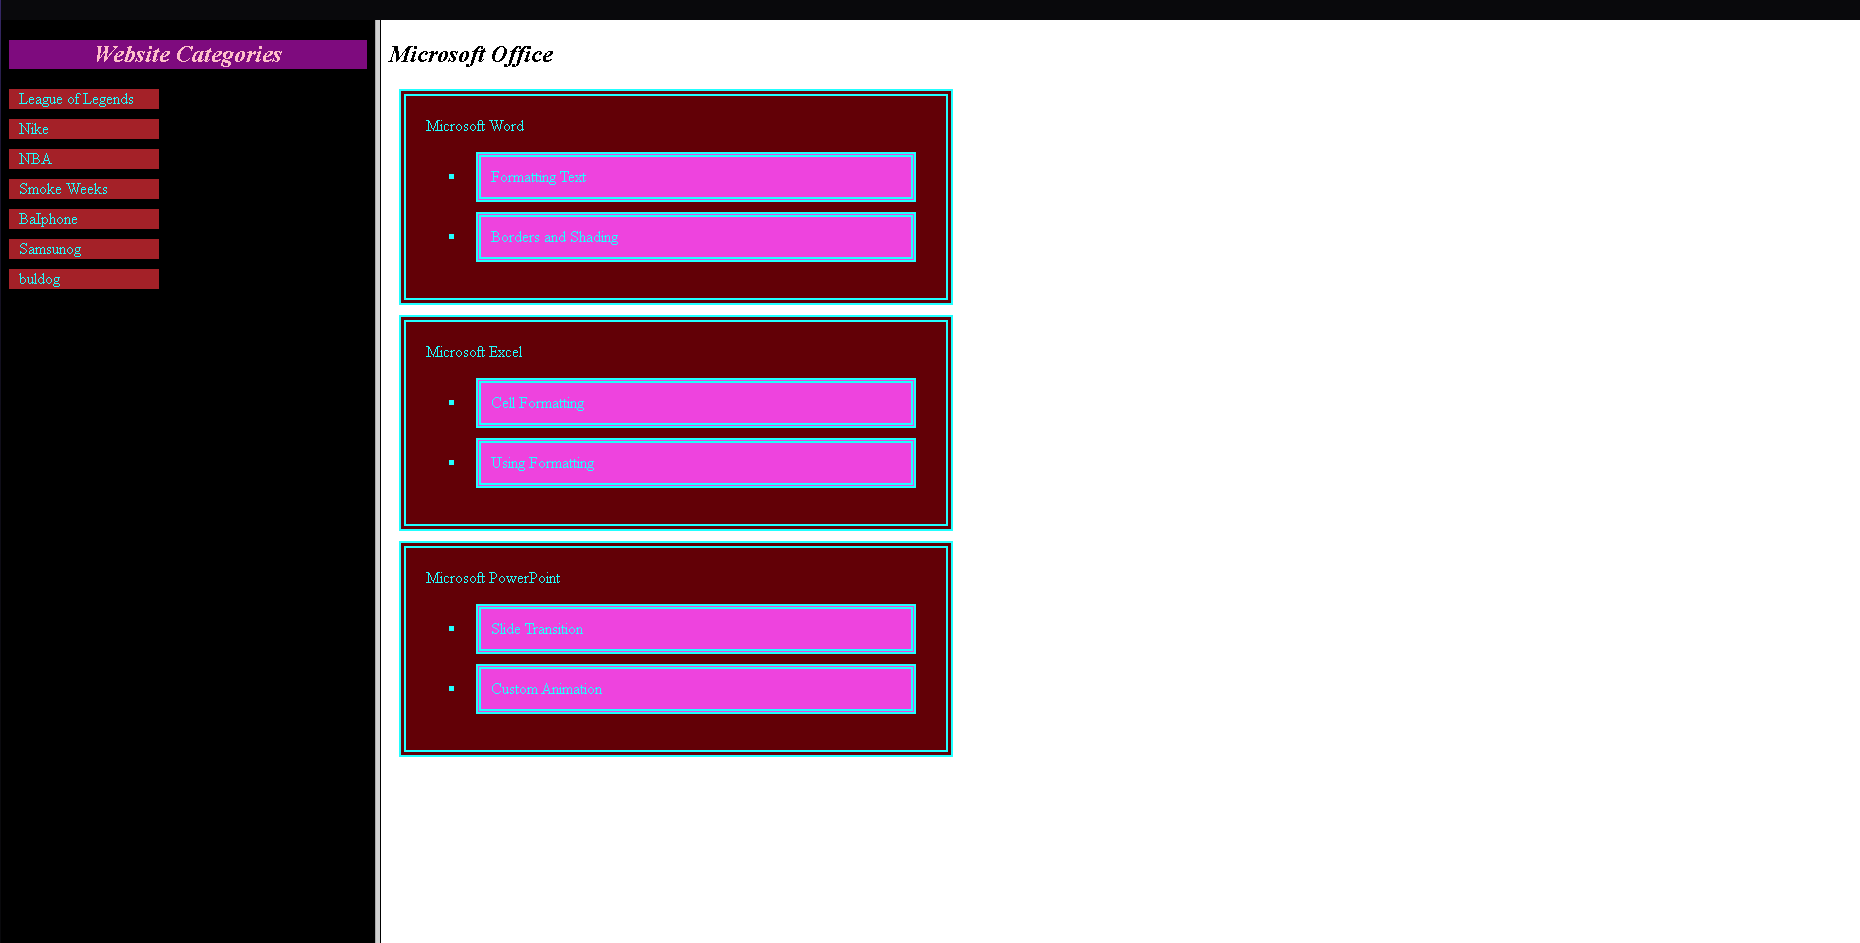 Website Categories
League of Legends
Nike
NBA
Smoke Weeks
BaIphone
Samsunog
buldog
Microsoft Office
Microsoft Word
Formatting Text
Borders and Shading
Microsoft Excel
Cell Formatting
Using Formatting
Microsoft PowerPoint
Slide Transition
Custom Animation